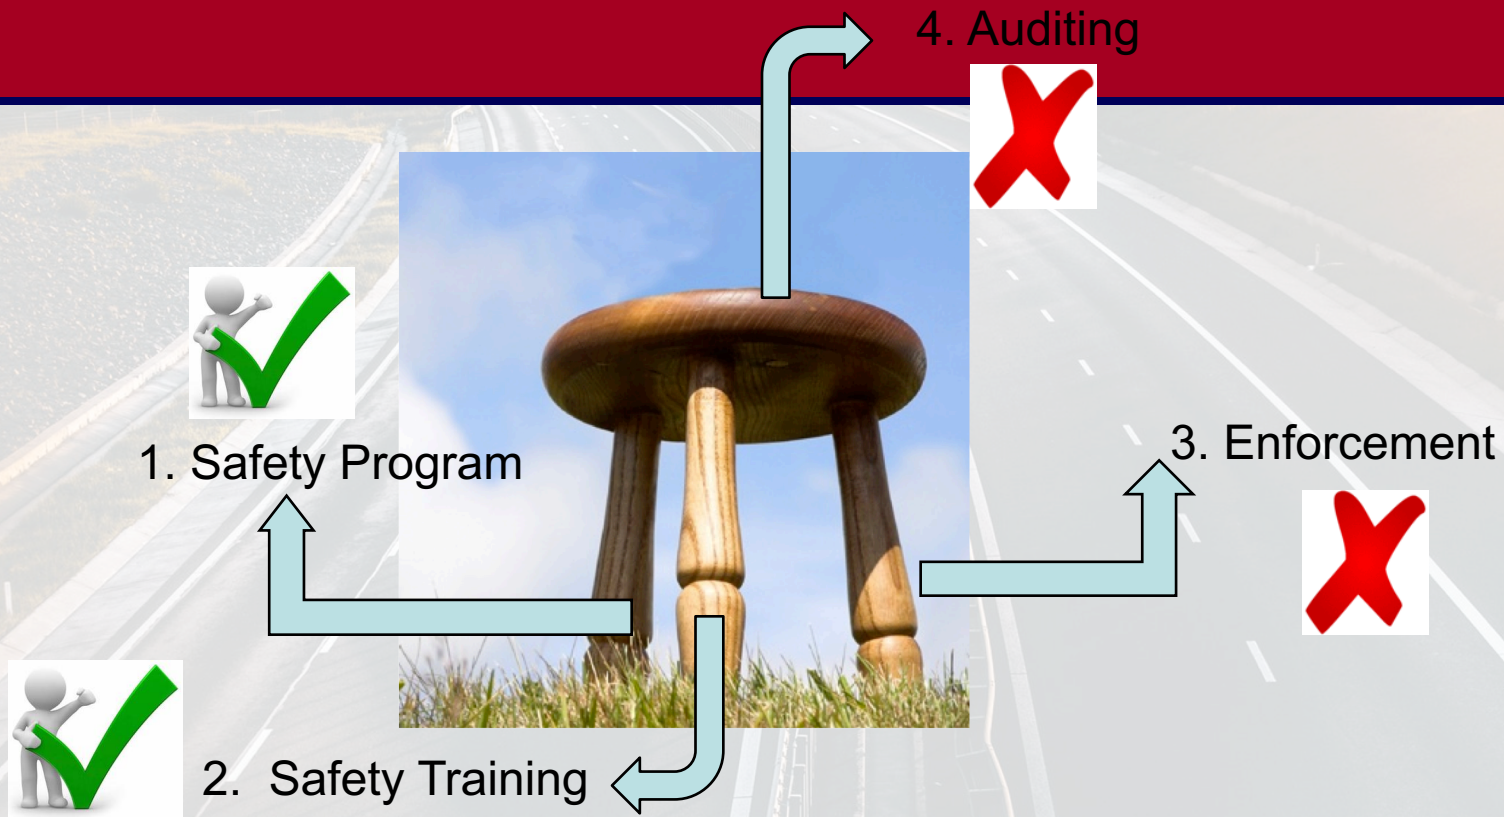 4. Auditing
1. Safety Program
3. Enforcement
2. Safety Training